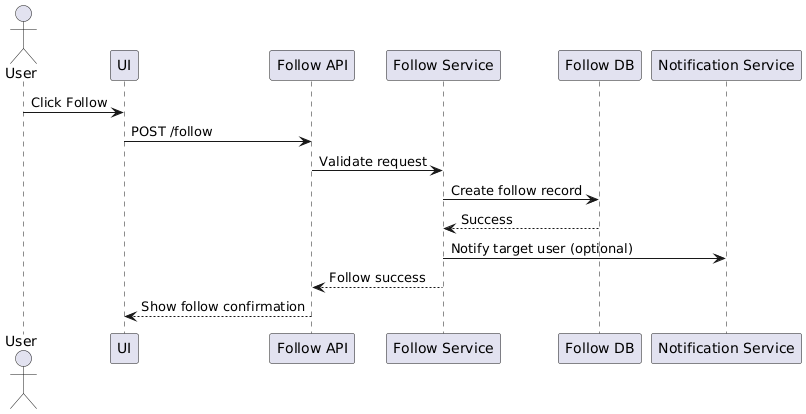 User
UI
Follow API
Follow Service
Follow DB
Notification Service
Click Follow
POST /follow
Validate request
Create follow record
Success
Notify target user (optional)
Follow success
Show follow confirmation
User
UI
Follow API
Follow Service
Follow DB
Notification Service